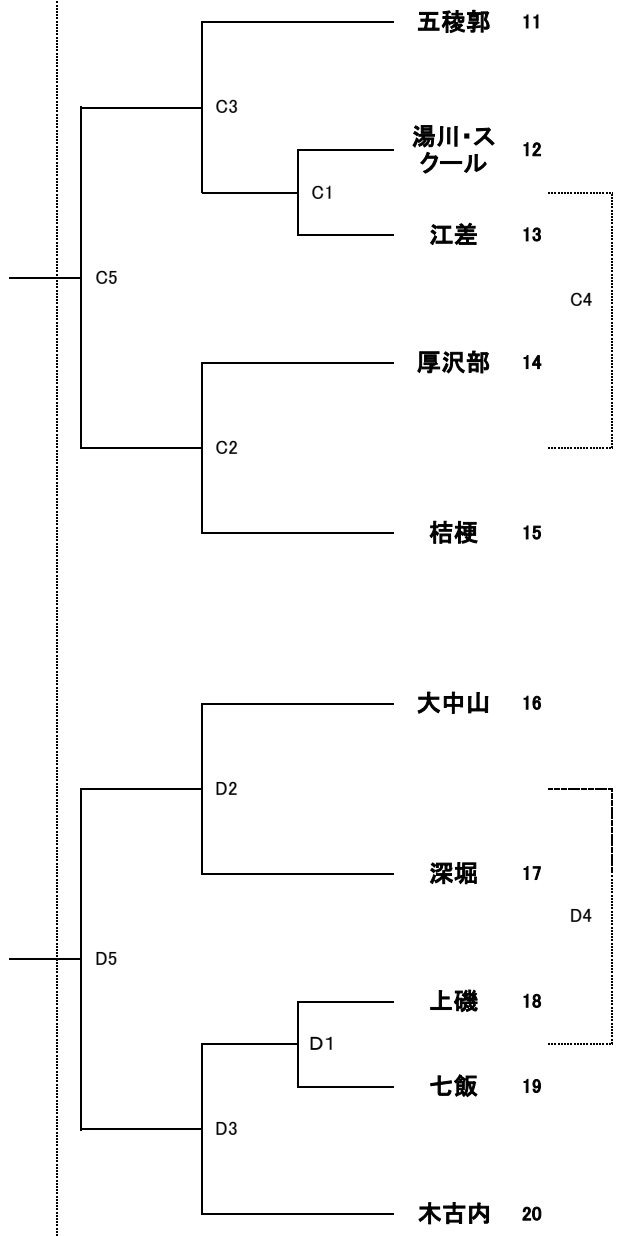 五稜郭 11
C3
湯川・ス
クール 12
C1
江差 13
C5
C4
厚沢部 14
C2
桔梗 15
大中山 16
D2
深堀 17
D4
D5
上磯 18
D1
七飯 19
D3
木古内 20